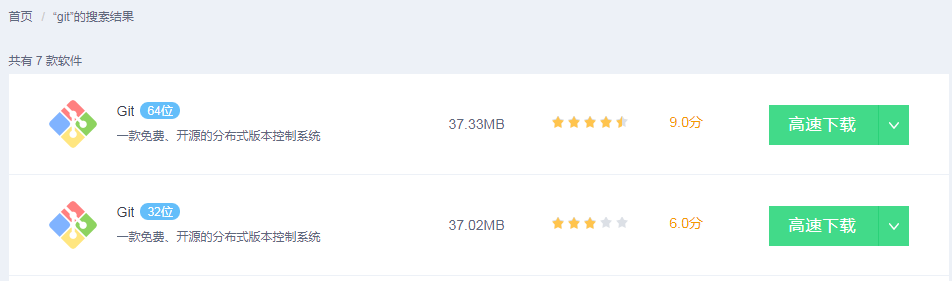 首页 / “git”的搜索结果
共有 7 款软件
Git 64位
一款免费、开源的分布式版本控制系统
37.33MB
9.0分
高速下载
Git 32位
一款免费、开源的分布式版本控制系统
37.02MB
6.0分
高速下载